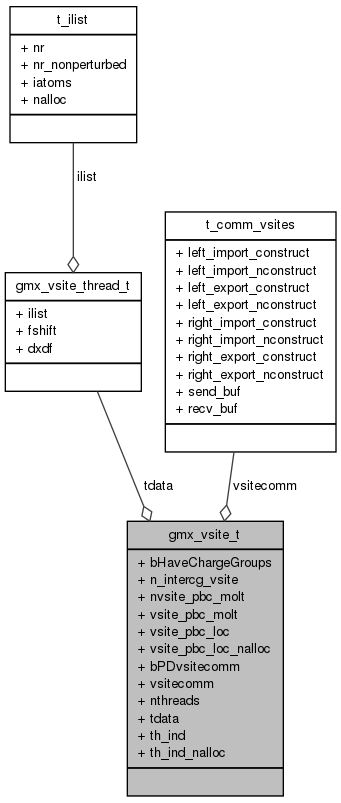 t_ilist
+ nr
+ nr_nonperturbed
+ iatoms
+ nalloc
ilist
gmx_vsite_thread_t
+ ilist
+ fshift
+ dxdf
t_comm_vsites
+ left_import_construct
+ left_import_nconstruct
+ left_export_construct
+ left_export_nconstruct
+ right_import_construct
+ right_import_nconstruct
+ right_export_construct
+ right_export_nconstruct
+ send_buf
+ recv_buf
tdata
vsitecomm
gmx_vsite_t
+ bHaveChargeGroups
+ n_intercg_vsite
+ nvsite_pbc_molt
+ vsite_pbc_molt
+ vsite_pbc_loc
+ vsite_pbc_loc_nalloc
+ bPDvsitecomm
+ vsitecomm
+ nthreads
+ tdata
+ th_ind
+ th_ind_nalloc